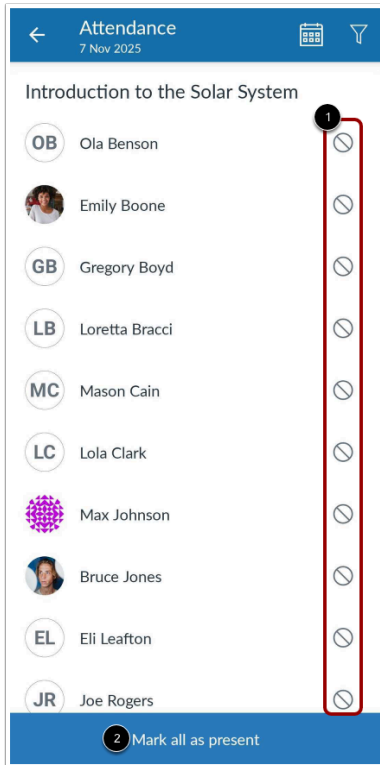 Attendance
7 Nov 2025
Introduction to the Solar System
1
OB Ola Benson
Emily Boone
GB Gregory Boyd
LB Loretta Bracci
MC Mason Cain
LC Lola Clark
Max Johnson
Bruce Jones
EL Eli Leafton
JR Joe Rogers
2 Mark all as present